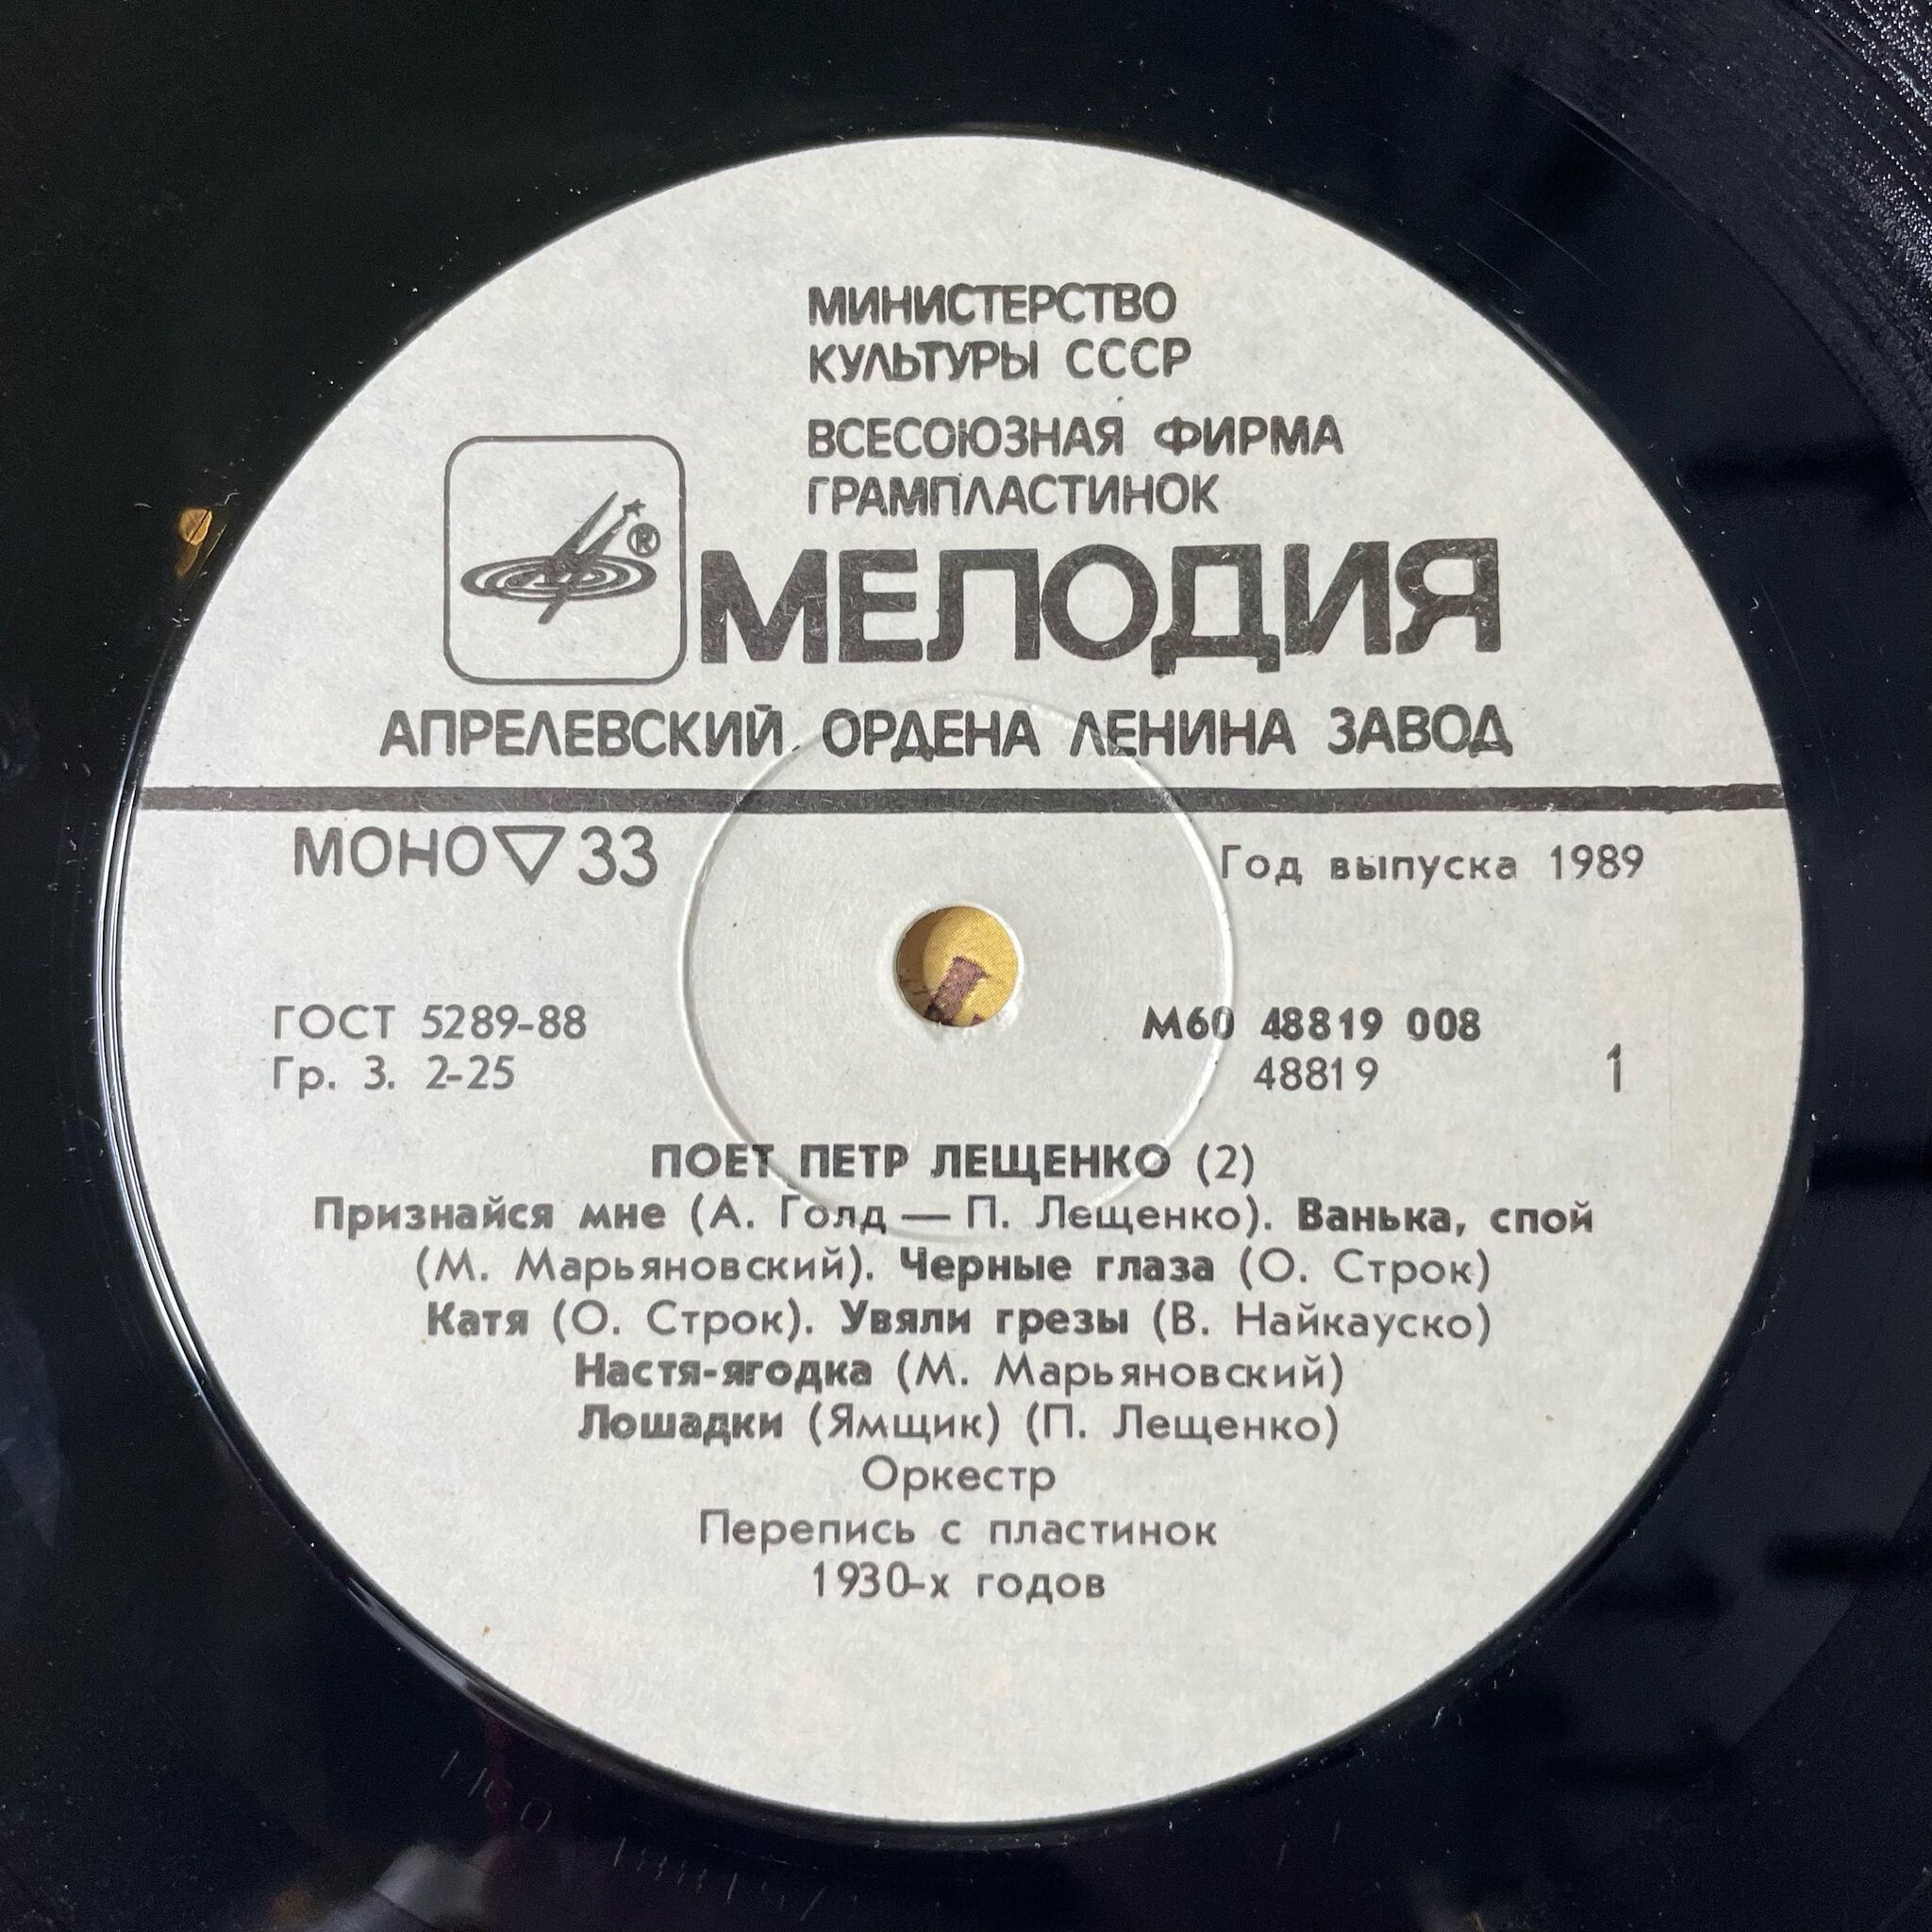 МИНИСТЕРСТВО
КУЛЬТУРЫ СССР
ВСЕСОЮЗНАЯ ФИРМА
ГРАМПЛАСТИНОК
®
МЕЛОДИЯ
АПРЕЛЕВСКИЙ ОРДЕНА ЛЕНИНА ЗАВОД
МОНО ▽ 33
Год выпуска 1989
ГОСТ 5289-88
Гр. 3. 2-25
М60 48819 008
48819
1
ПОЕТ ПЕТР ЛЕЩЕНКО (2)
Признайся мне (А. Голд — П. Лещенко). Ванька, спой
(М. Марьяновский). Черные глаза (О. Строк)
Катя (О. Строк). Увяли грезы (В. Найкауско)
Настя-ягодка (М. Марьяновский)
Лошадки (Ямщик) (П. Лещенко)
Оркестр
Перепись с пластинок
1930-х годов